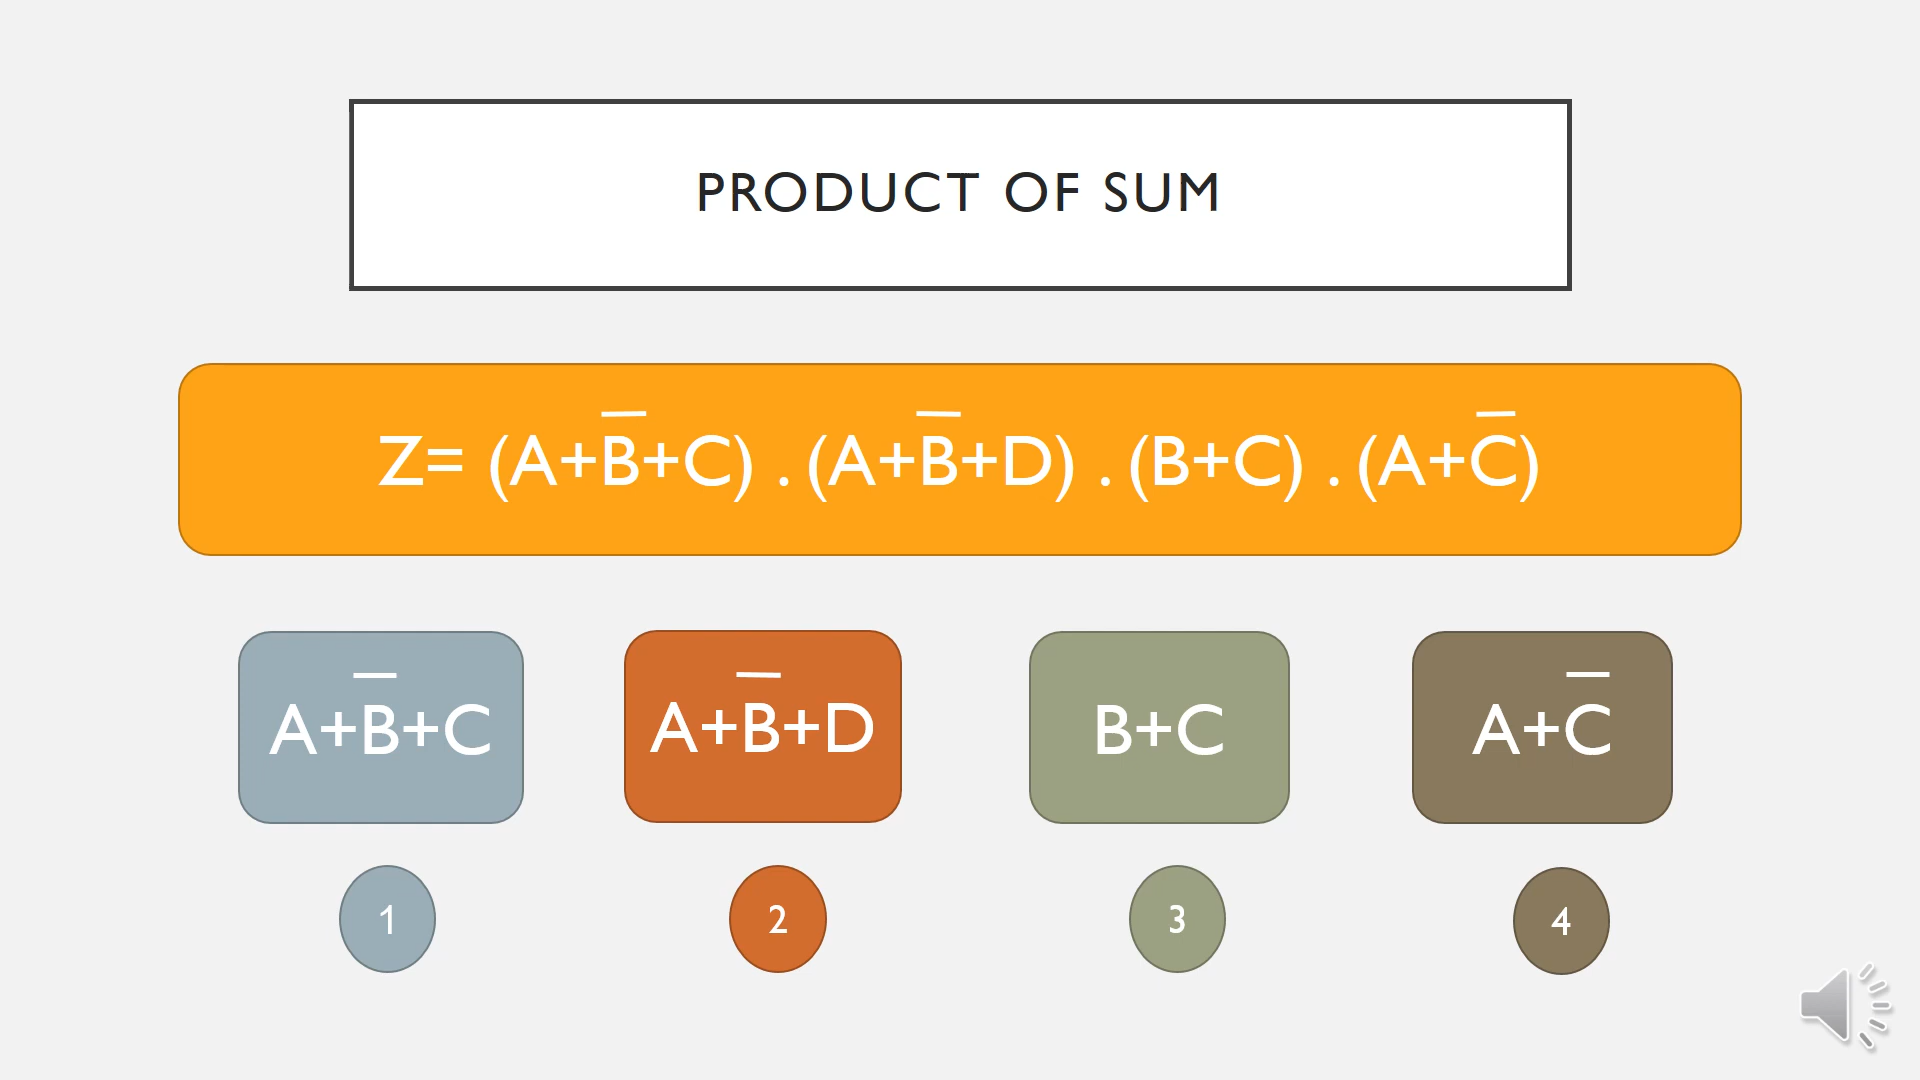 PRODUCT OF SUM
Z= (A+B̅+C) . (A+B̅+D) . (B+C) . (A+C̅)
A+B̅+C
A+B̅+D
B+C
A+C̅
1
2
3
4